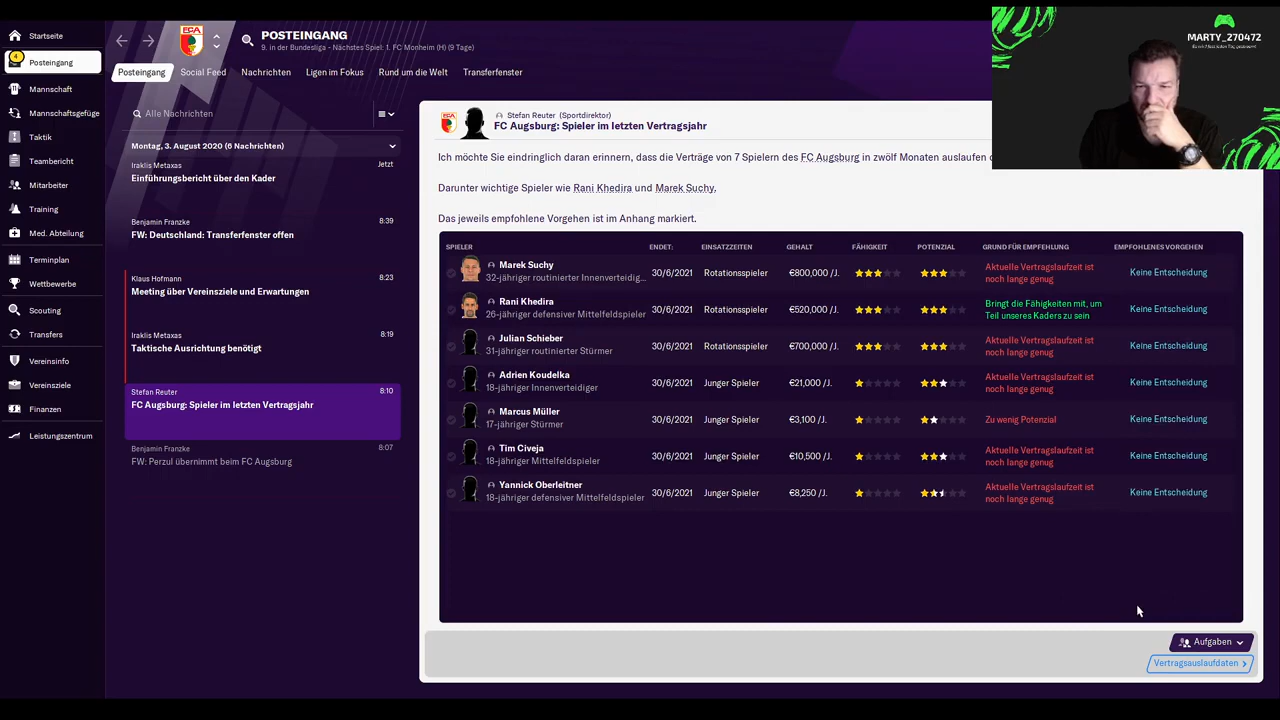 Startseite
4
Posteingang
Mannschaft
Mannschaftsgefüge
Taktik
Teambericht
Mitarbeiter
Training
Med. Abteilung
Terminplan
Wettbewerbe
Scouting
Transfers
Vereinsinfo
Vereinsziele
Finanzen
Leistungszentrum
FCA
POSTEINGANG
9. in der Bundesliga - Nächstes Spiel: 1. FC Monheim (H) (9 Tage)
Posteingang Social Feed Nachrichten Ligen im Fokus Rund um die Welt Transferfenster
Alle Nachrichten
Montag, 3. August 2020 (6 Nachrichten)
Iraklis Metaxas Jetzt
Einführungsbericht über den Kader
Benjamin Franzke 8:39
FW: Deutschland: Transferfenster offen
Klaus Hofmann 8:23
Meeting über Vereinsziele und Erwartungen
Iraklis Metaxas 8:19
Taktische Ausrichtung benötigt
Stefan Reuter 8:10
FC Augsburg: Spieler im letzten Vertragsjahr
Benjamin Franzke 8:07
FW: Perzul übernimmt beim FC Augsburg
Stefan Reuter (Sportdirektor)
FC Augsburg: Spieler im letzten Vertragsjahr
Ich möchte Sie eindringlich daran erinnern, dass die Verträge von 7 Spielern des FC Augsburg in zwölf Monaten auslaufen
Darunter wichtige Spieler wie Rani Khedira und Marek Suchy.
Das jeweils empfohlene Vorgehen ist im Anhang markiert.
SPIELER ENDET: EINSATZZEITEN GEHALT FÄHIGKEIT POTENZIAL GRUND FÜR EMPFEHLUNG EMPFOHLENES VORGEHEN
Marek Suchy
32-jähriger routinierter Innenverteidig... 30/6/2021 Rotationsspieler €800,000 /J. Aktuelle Vertragslaufzeit ist
noch lange genug Keine Entscheidung
Rani Khedira
26-jähriger defensiver Mittelfeldspieler 30/6/2021 Rotationsspieler €520,000 /J. Bringt die Fähigkeiten mit, um
Teil unseres Kaders zu sein Keine Entscheidung
Julian Schieber
31-jähriger routinierter Stürmer 30/6/2021 Rotationsspieler €700,000 /J. Aktuelle Vertragslaufzeit ist
noch lange genug Keine Entscheidung
Adrien Koudelka
18-jähriger Innenverteidiger 30/6/2021 Junger Spieler €21,000 /J. Aktuelle Vertragslaufzeit ist
noch lange genug Keine Entscheidung
Marcus Müller
17-jähriger Stürmer 30/6/2021 Junger Spieler €3,100 /J. Zu wenig Potenzial Keine Entscheidung
Tim Civeja
18-jähriger Mittelfeldspieler 30/6/2021 Junger Spieler €10,500 /J. Aktuelle Vertragslaufzeit ist
noch lange genug Keine Entscheidung
Yannick Oberleitner
18-jähriger defensiver Mittelfeldspieler 30/6/2021 Junger Spieler €8,250 /J. Aktuelle Vertragslaufzeit ist
noch lange genug Keine Entscheidung
Aufgaben
Vertragsauslaufdaten
MARTY_270472